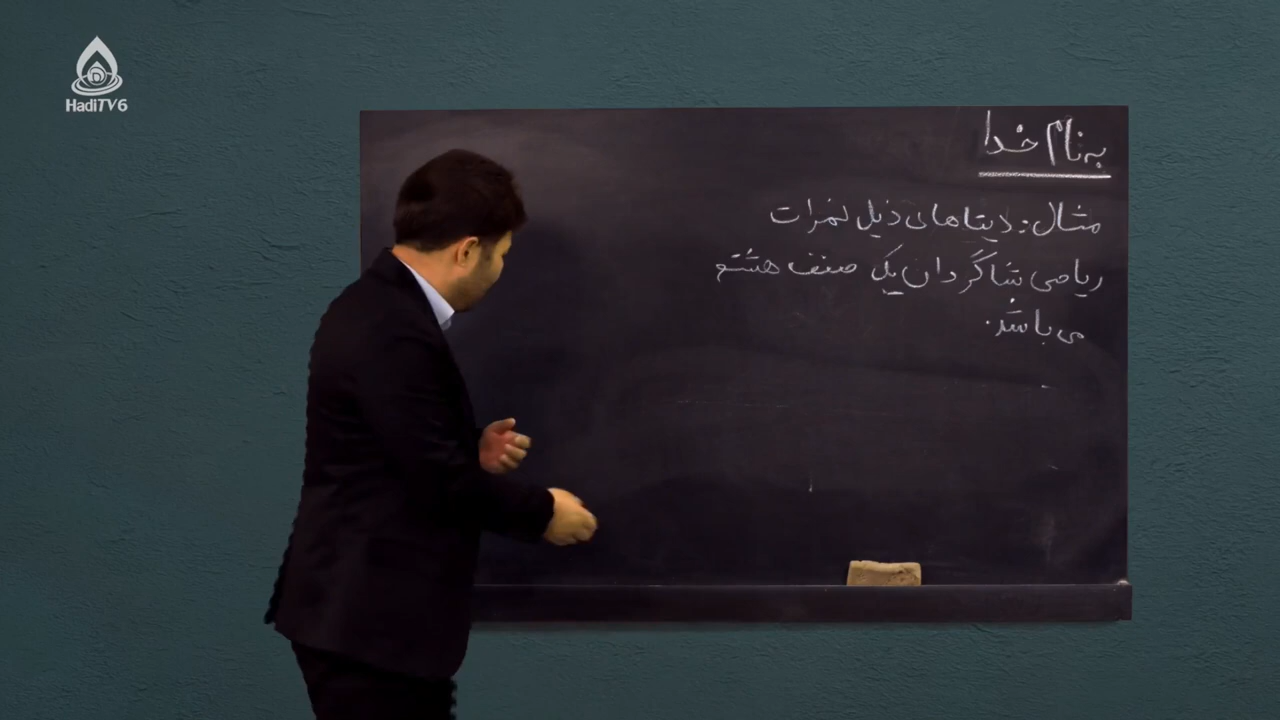 HadiTV6
به نام خدا
مثال: دیتاهای ذیل نمرات
ریاضی شاگردان یک صنف هشتم
می باشد.